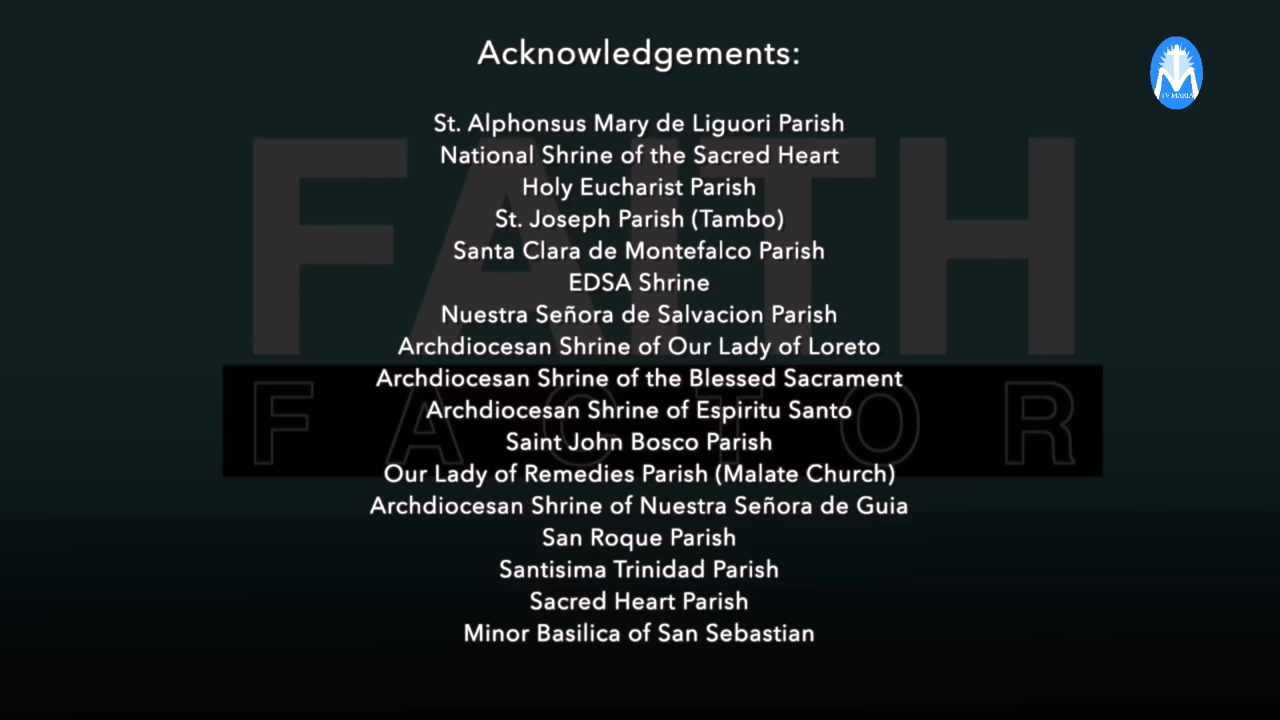 Acknowledgements:
TV MARIA
St. Alphonsus Mary de Liguori Parish
National Shrine of the Sacred Heart
Holy Eucharist Parish
St. Joseph Parish (Tambo)
Santa Clara de Montefalco Parish
EDSA Shrine
Nuestra Señora de Salvacion Parish
Archdiocesan Shrine of Our Lady of Loreto
Archdiocesan Shrine of the Blessed Sacrament
Archdiocesan Shrine of Espiritu Santo
Saint John Bosco Parish
Our Lady of Remedies Parish (Malate Church)
Archdiocesan Shrine of Nuestra Señora de Guia
San Roque Parish
Santisima Trinidad Parish
Sacred Heart Parish
Minor Basilica of San Sebastian
FAITH
FACTOR